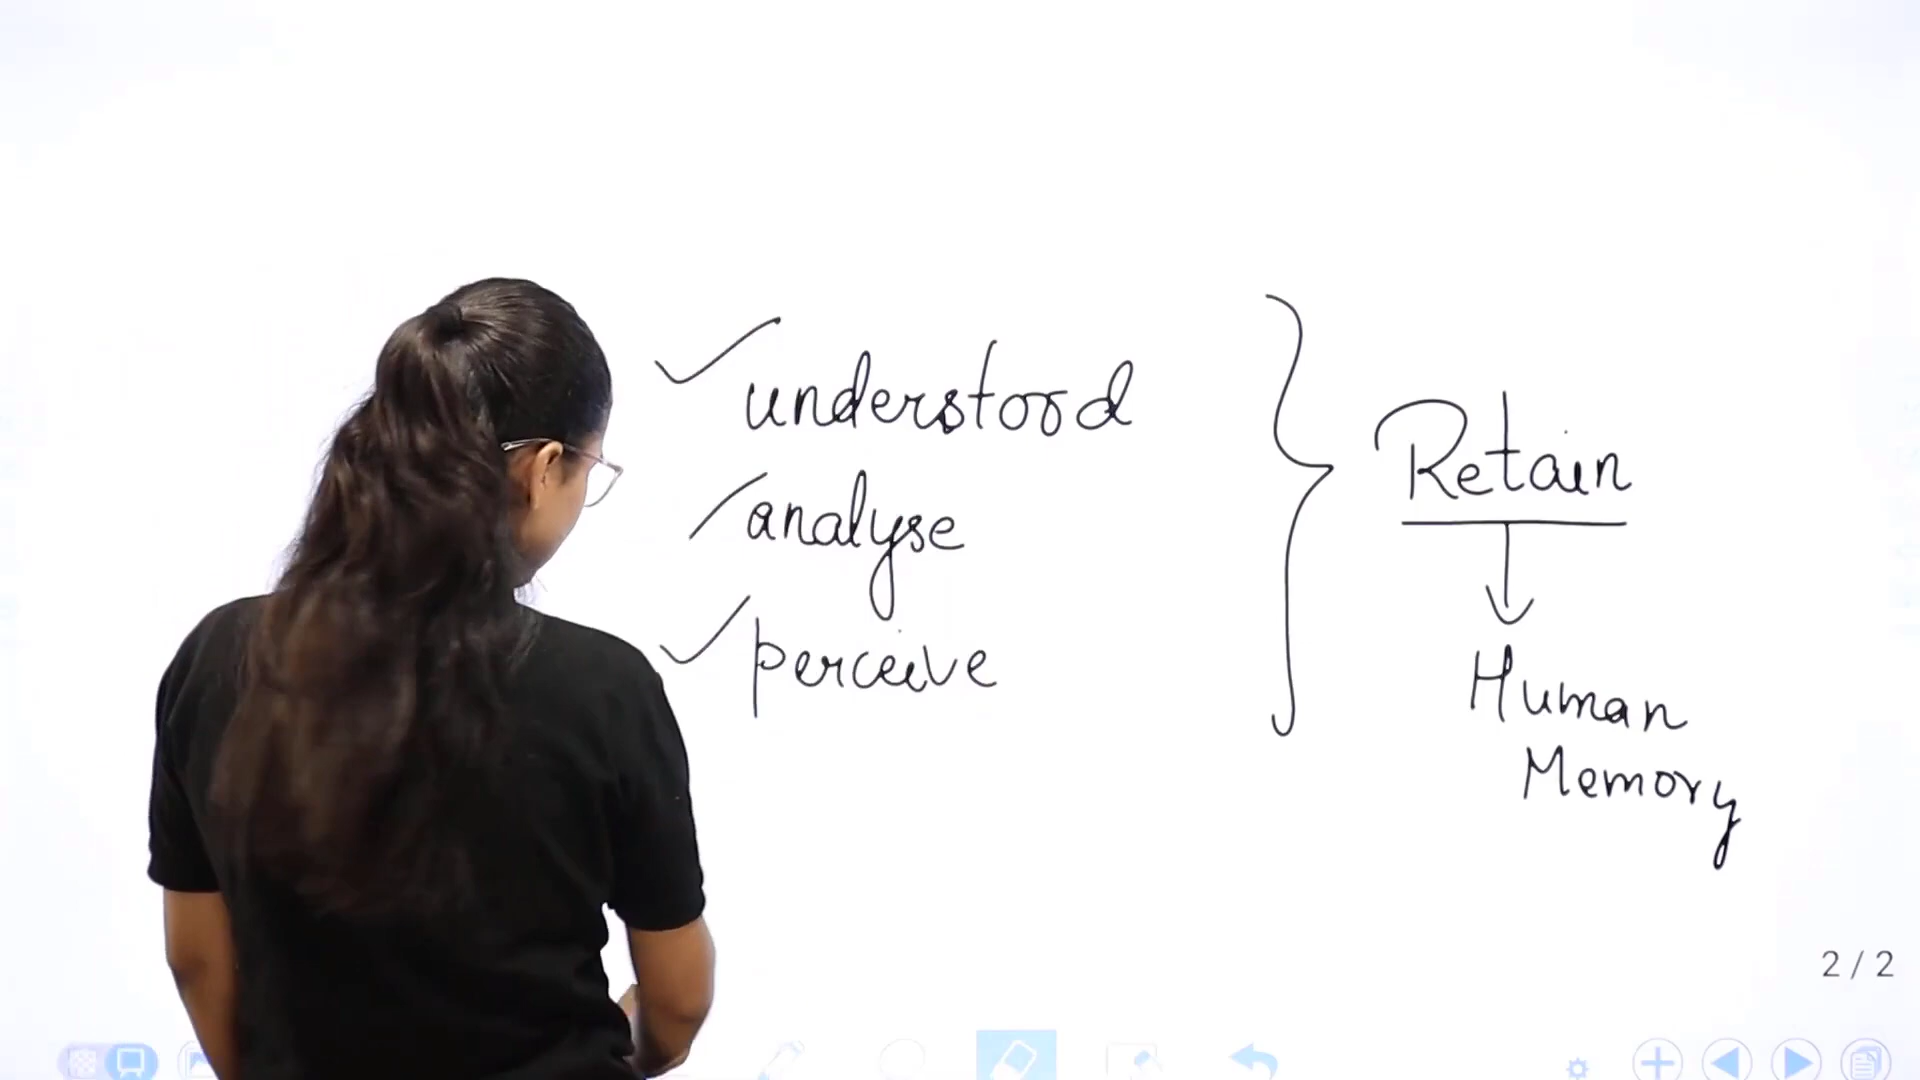 understood
analyse
perceive
Retain
Human
Memory
2 / 2